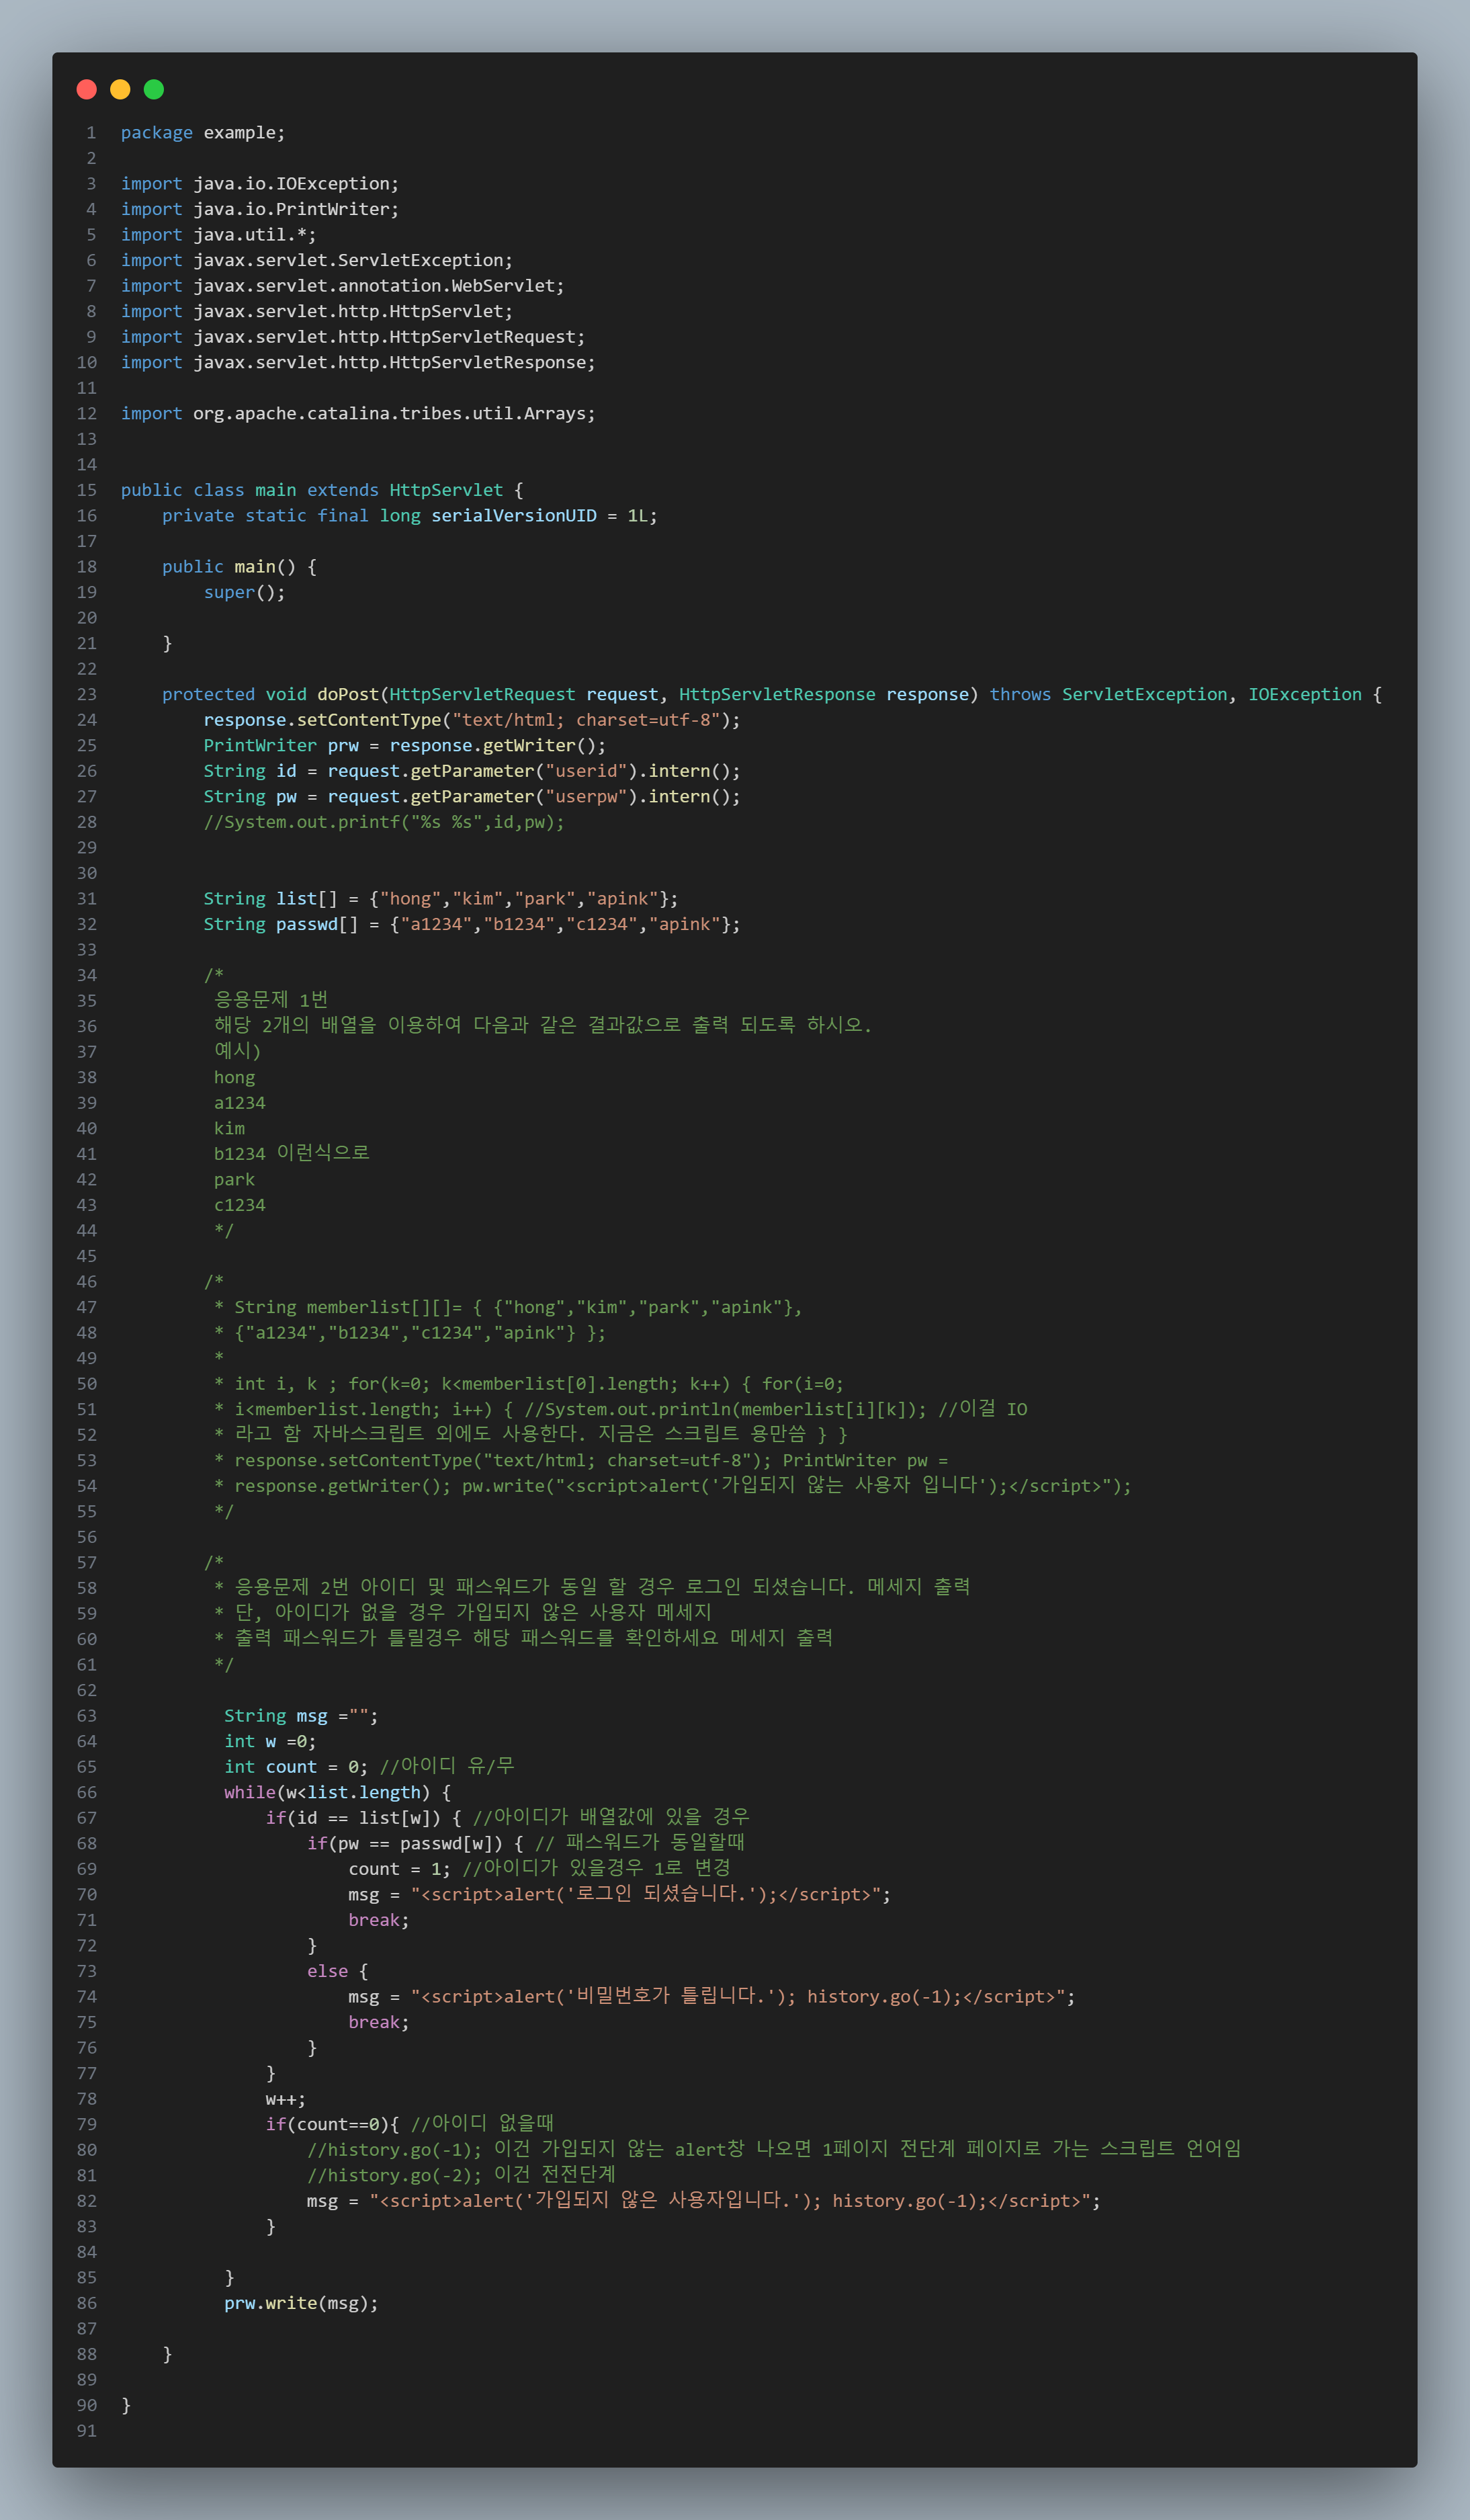 1 package example;
2
3 import java.io.IOException;
4 import java.io.PrintWriter;
5 import java.util.*;
6 import javax.servlet.ServletException;
7 import javax.servlet.annotation.WebServlet;
8 import javax.servlet.http.HttpServlet;
9 import javax.servlet.http.HttpServletRequest;
10 import javax.servlet.http.HttpServletResponse;
11
12 import org.apache.catalina.tribes.util.Arrays;
13
14
15 public class main extends HttpServlet {
16     private static final long serialVersionUID = 1L;
17
18     public main() {
19         super();
20
21     }
22
23     protected void doPost(HttpServletRequest request, HttpServletResponse response) throws ServletException, IOException {
24         response.setContentType("text/html; charset=utf-8");
25         PrintWriter prw = response.getWriter();
26         String id = request.getParameter("userid").intern();
27         String pw = request.getParameter("userpw").intern();
28         //System.out.printf("%s %s",id,pw);
29
30
31         String list[] = {"hong","kim","park","apink"};
32         String passwd[] = {"a1234","b1234","c1234","apink"};
33
34         /*
35          응용문제 1번
36          해당 2개의 배열을 이용하여 다음과 같은 결과값으로 출력 되도록 하시오.
37          예시)
38          hong
39          a1234
40          kim
41          b1234 이런식으로
42          park
43          c1234
44          */
45
46         /*
47          * String memberlist[][]= { {"hong","kim","park","apink"},
48          * {"a1234","b1234","c1234","apink"} };
49          *
50          * int i, k ; for(k=0; k<memberlist[0].length; k++) { for(i=0;
51          * i<memberlist.length; i++) { //System.out.println(memberlist[i][k]); //이걸 IO
52          * 라고 함 자바스크립트 외에도 사용한다. 지금은 스크립트 용만씀 } }
53          * response.setContentType("text/html; charset=utf-8"); PrintWriter pw =
54          * response.getWriter(); pw.write("<script>alert('가입되지 않는 사용자 입니다');</script>");
55          */
56
57         /*
58          * 응용문제 2번 아이디 및 패스워드가 동일 할 경우 로그인 되셨습니다. 메세지 출력
59          * 단, 아이디가 없을 경우 가입되지 않은 사용자 메세지
60          * 출력 패스워드가 틀릴경우 해당 패스워드를 확인하세요 메세지 출력
61          */
62
63           String msg ="";
64           int w =0;
65           int count = 0; //아이디 유/무
66           while(w<list.length) {
67               if(id == list[w]) { //아이디가 배열값에 있을 경우
68                   if(pw == passwd[w]) { // 패스워드가 동일할때
69                       count = 1; //아이디가 있을경우 1로 변경
70                       msg = "<script>alert('로그인 되셨습니다.');</script>";
71                       break;
72                   }
73                   else {
74                       msg = "<script>alert('비밀번호가 틀립니다.'); history.go(-1);</script>";
75                       break;
76                   }
77               }
78               w++;
79               if(count==0){ //아이디 없을때
80                   //history.go(-1); 이건 가입되지 않는 alert창 나오면 1페이지 전단계 페이지로 가는 스크립트 언어임
81                   //history.go(-2); 이건 전전단계
82                   msg = "<script>alert('가입되지 않은 사용자입니다.'); history.go(-1);</script>";
83               }
84
85           }
86           prw.write(msg);
87
88     }
89
90 }
91